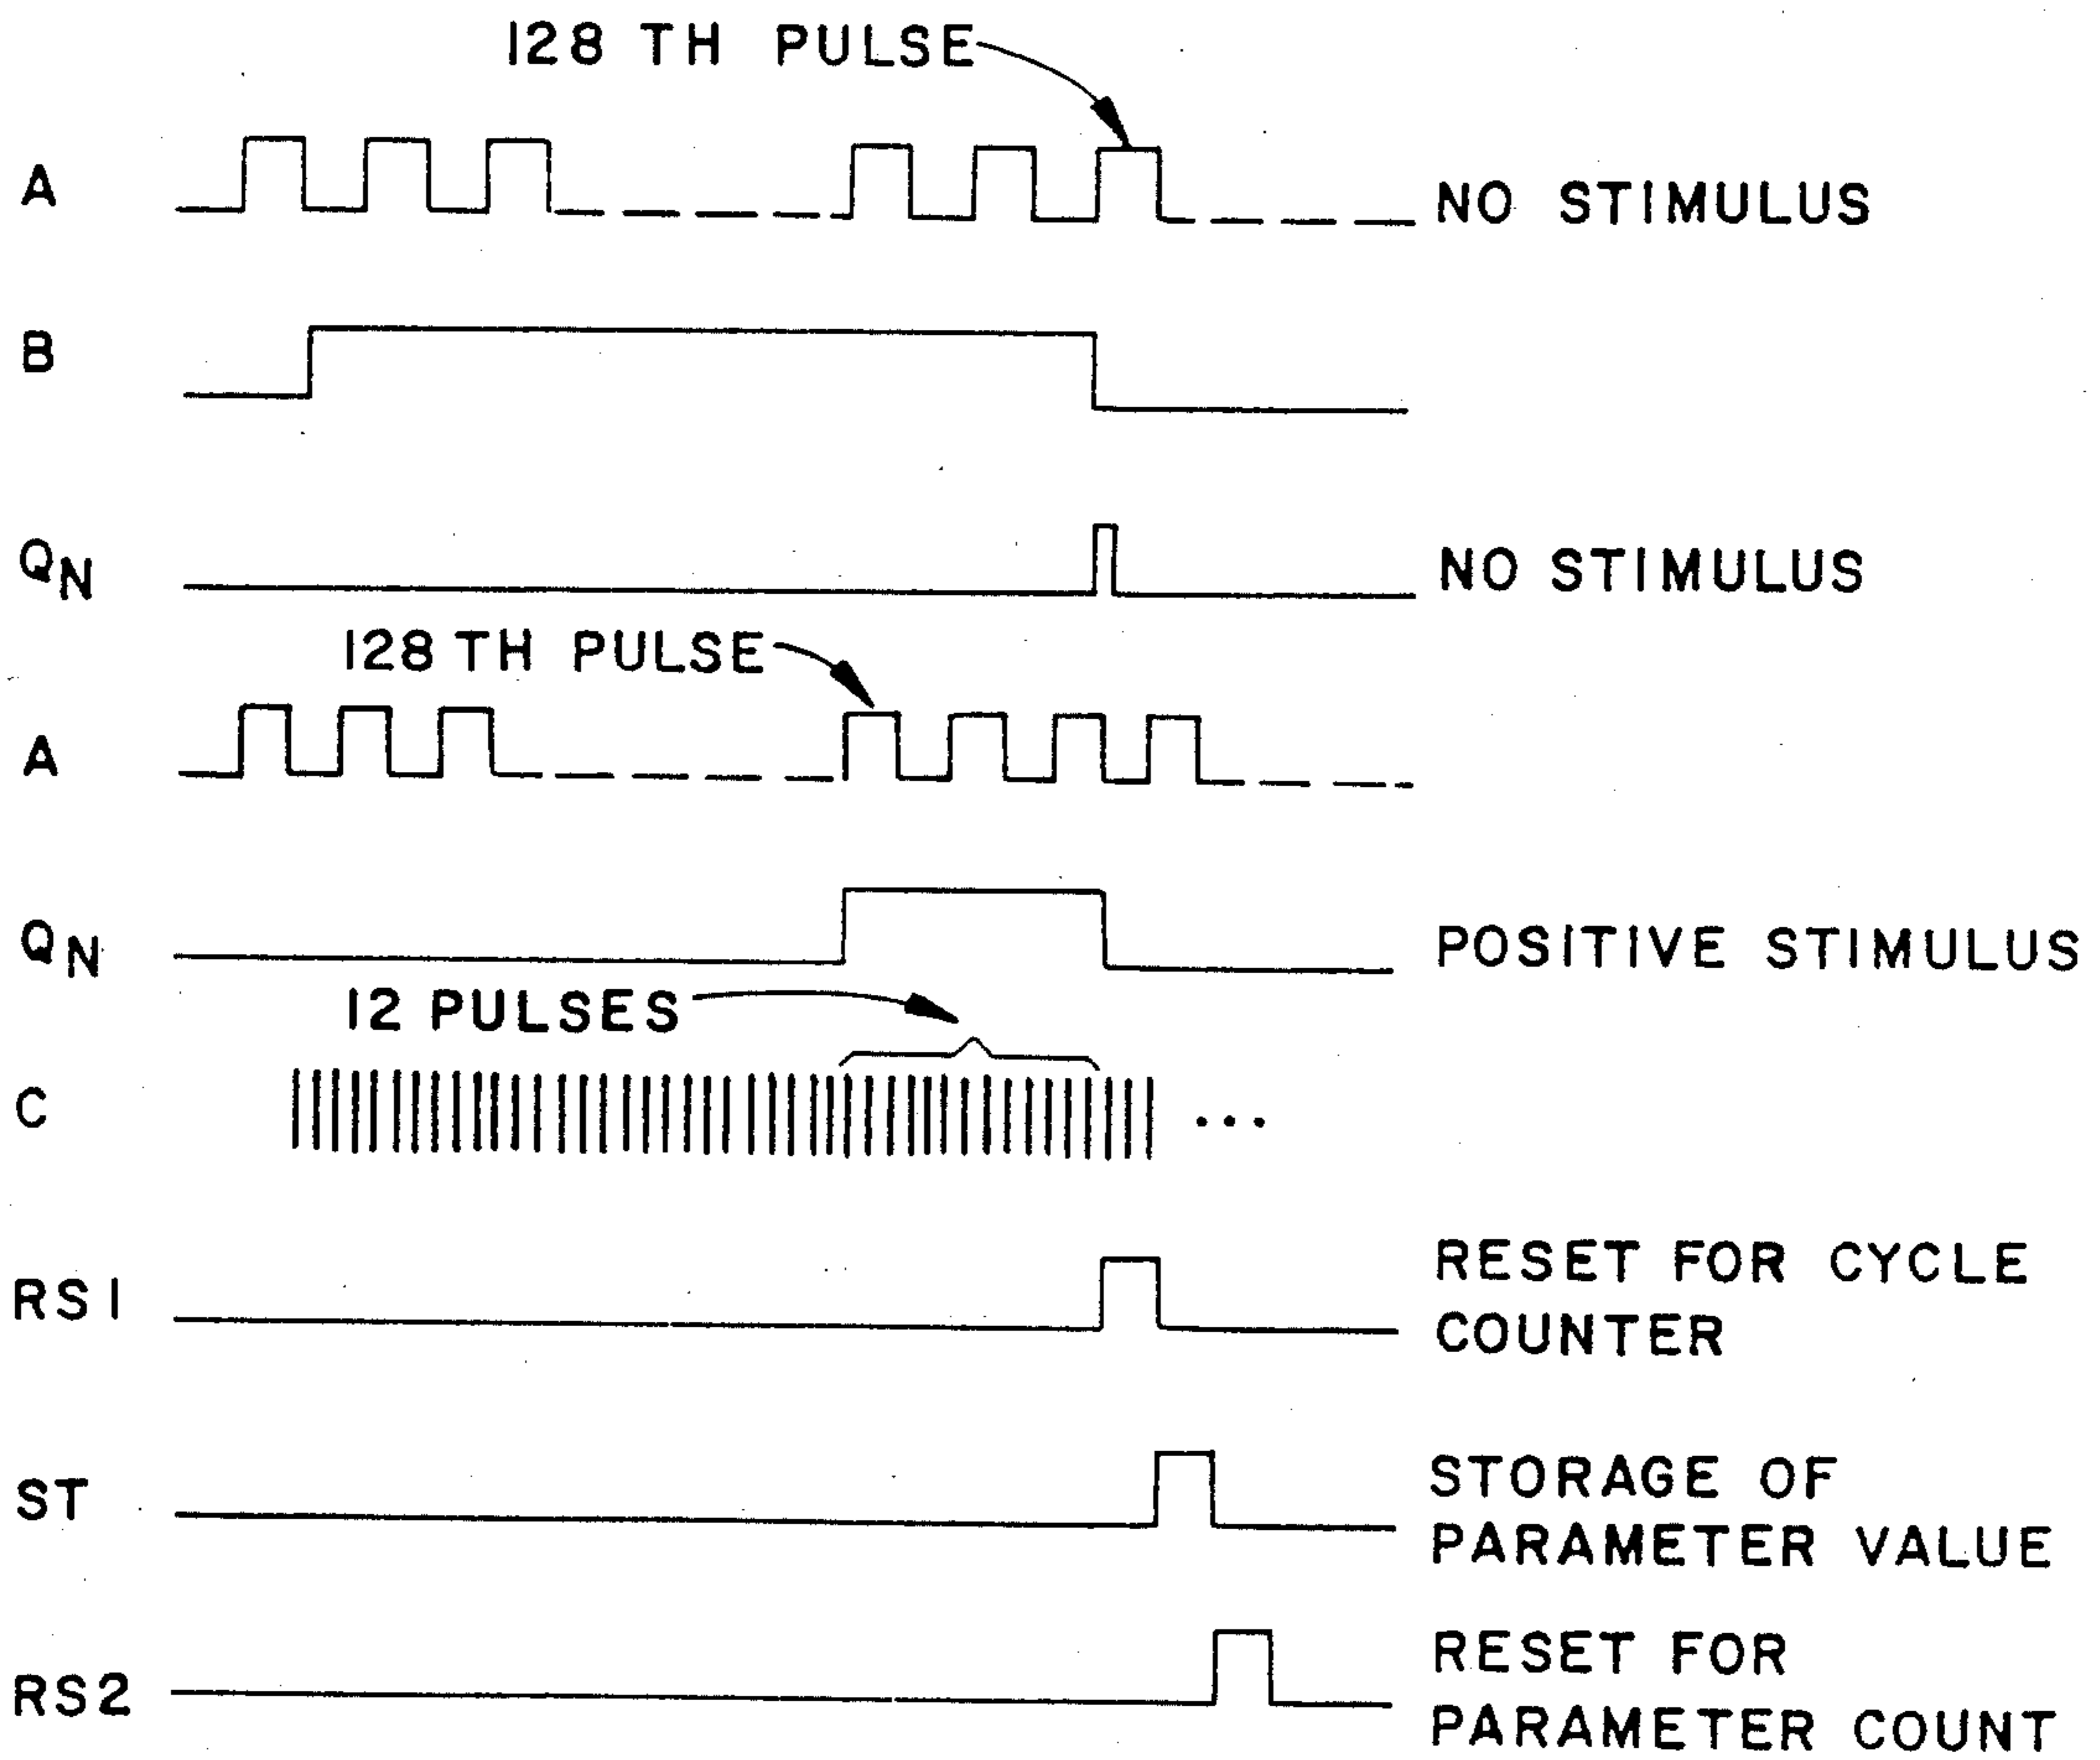 128 TH PULSE
A
NO STIMULUS
B
QN
NO STIMULUS
128 TH PULSE
A
QN
POSITIVE STIMULUS
12 PULSES
C
...
RS1
RESET FOR CYCLE
COUNTER
ST
STORAGE OF
PARAMETER VALUE
RS2
RESET FOR
PARAMETER COUNT